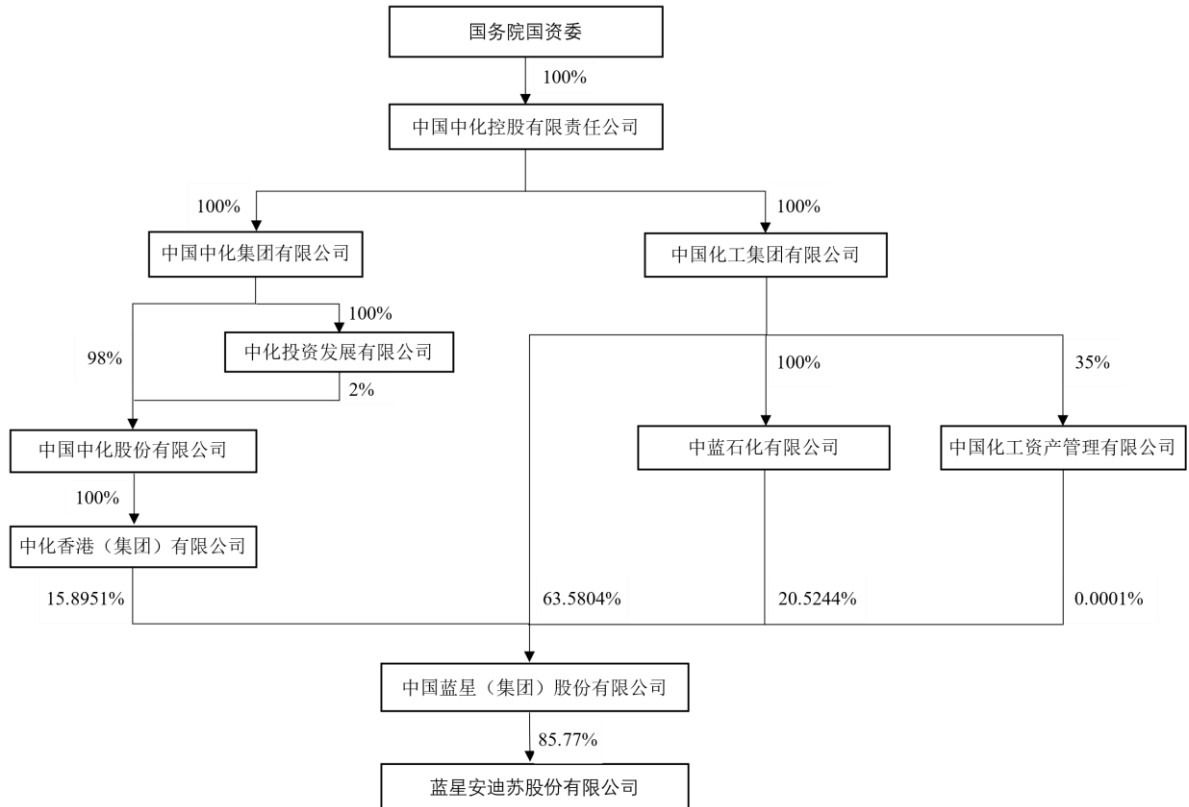 国务院国资委
100%
中国中化控股有限责任公司
100%
100%
中国中化集团有限公司
中国化工集团有限公司
100%
中化投资发展有限公司
98%
100%
35%
2%
中国中化股份有限公司
中蓝石化有限公司
中国化工资产管理有限公司
100%
中化香港（集团）有限公司
15.8951%
63.5804%
20.5244%
0.0001%
中国蓝星（集团）股份有限公司
85.77%
蓝星安迪苏股份有限公司